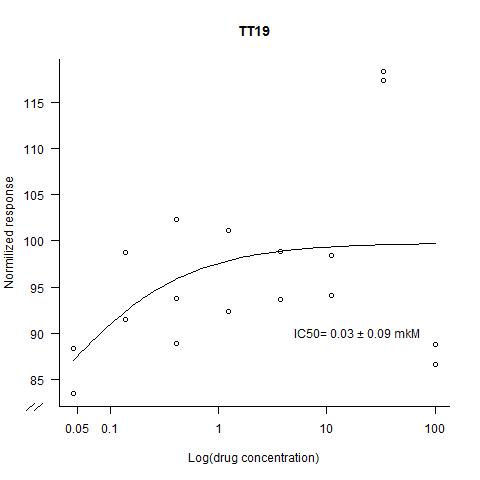 TT19
Normilized response
115
110
105
100
95
90
85
IC50= 0.03 ± 0.09 mkM
0.05 0.1 1 10 100
Log(drug concentration)